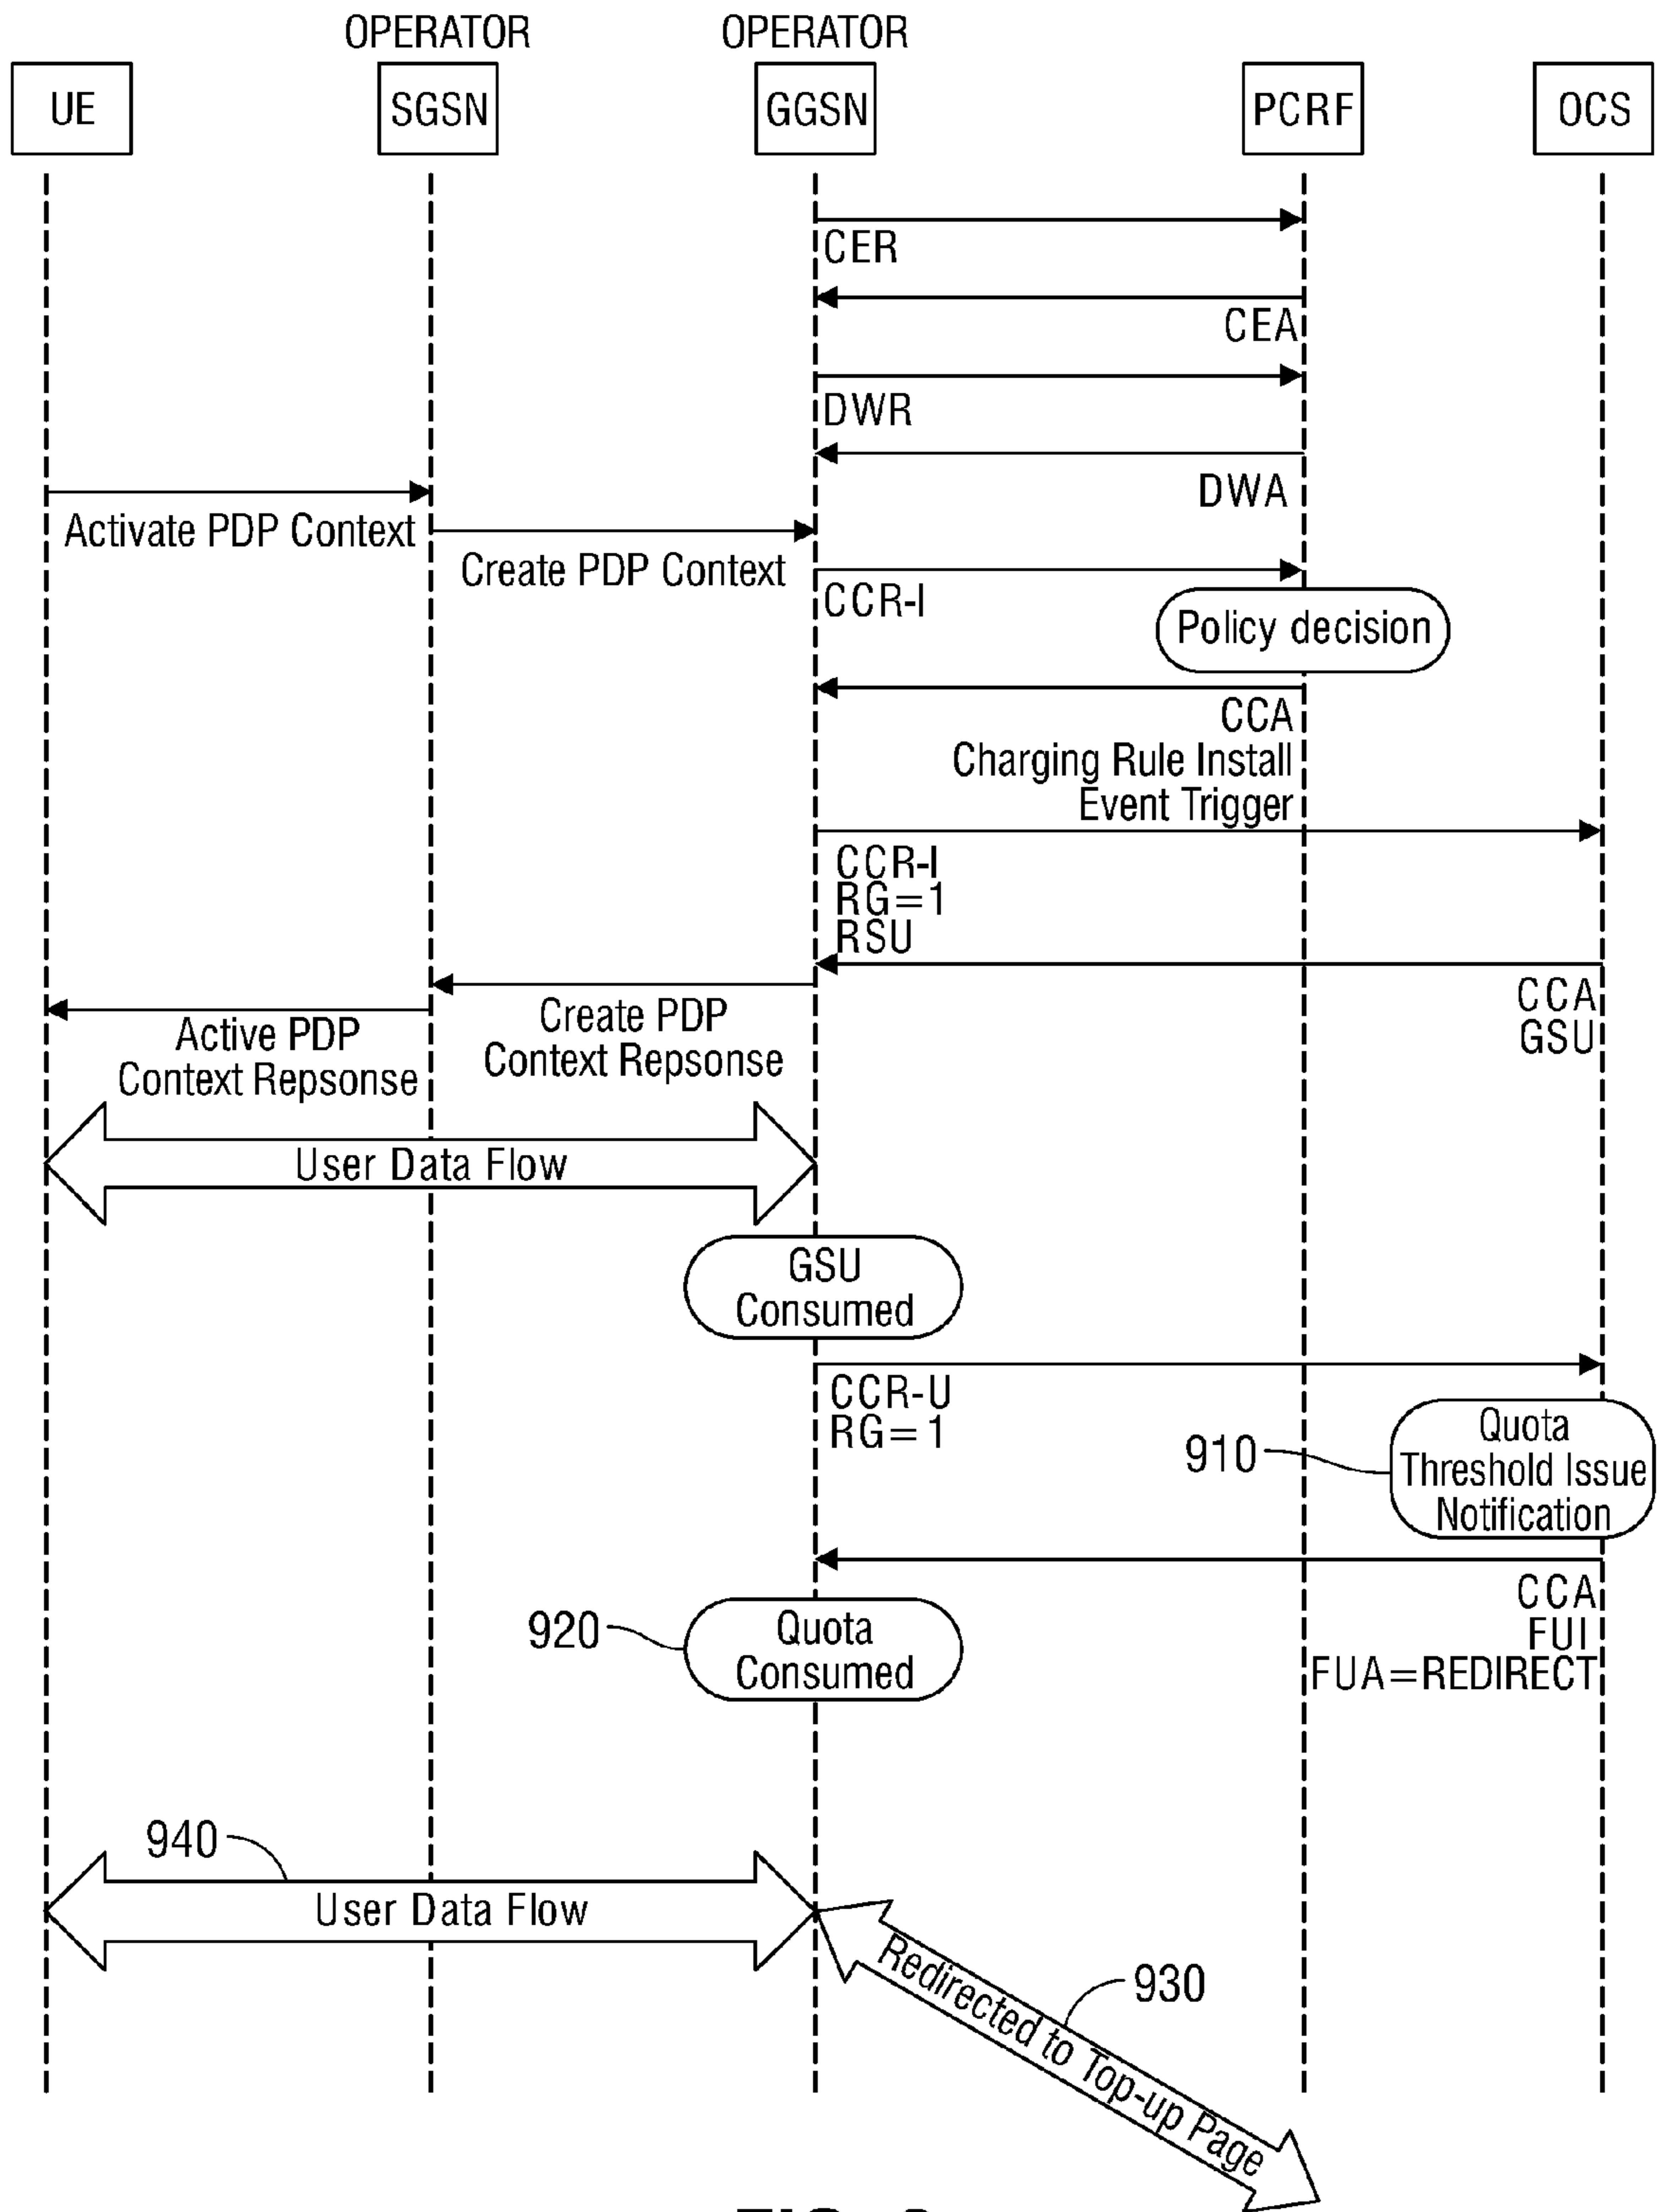 OPERATOR
OPERATOR
UE
SGSN
GGSN
PCRF
OCS
CER
CEA
DWR
DWA
Activate PDP Context
Create PDP Context
CCR-I
Policy decision
CCA
Charging Rule Install
Event Trigger
CCR-I
RG=1
RSU
CCA
GSU
Create PDP
Context Repsonse
Active PDP
Context Repsonse
User Data Flow
GSU
Consumed
CCR-U
RG=1
910
Quota
Threshold Issue
Notification
CCA
FUI
FUA=REDIRECT
920
Quota
Consumed
940
User Data Flow
930
Redirected to Top-up Page